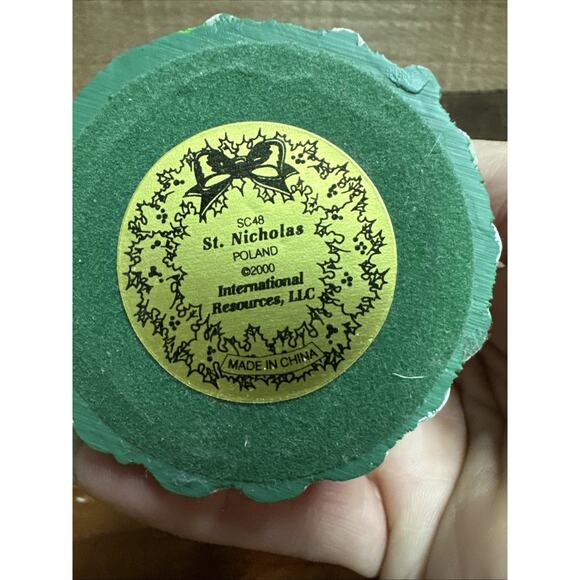 SC48
St. Nicholas
POLAND
©2000
International
Resources, LLC
MADE IN CHINA